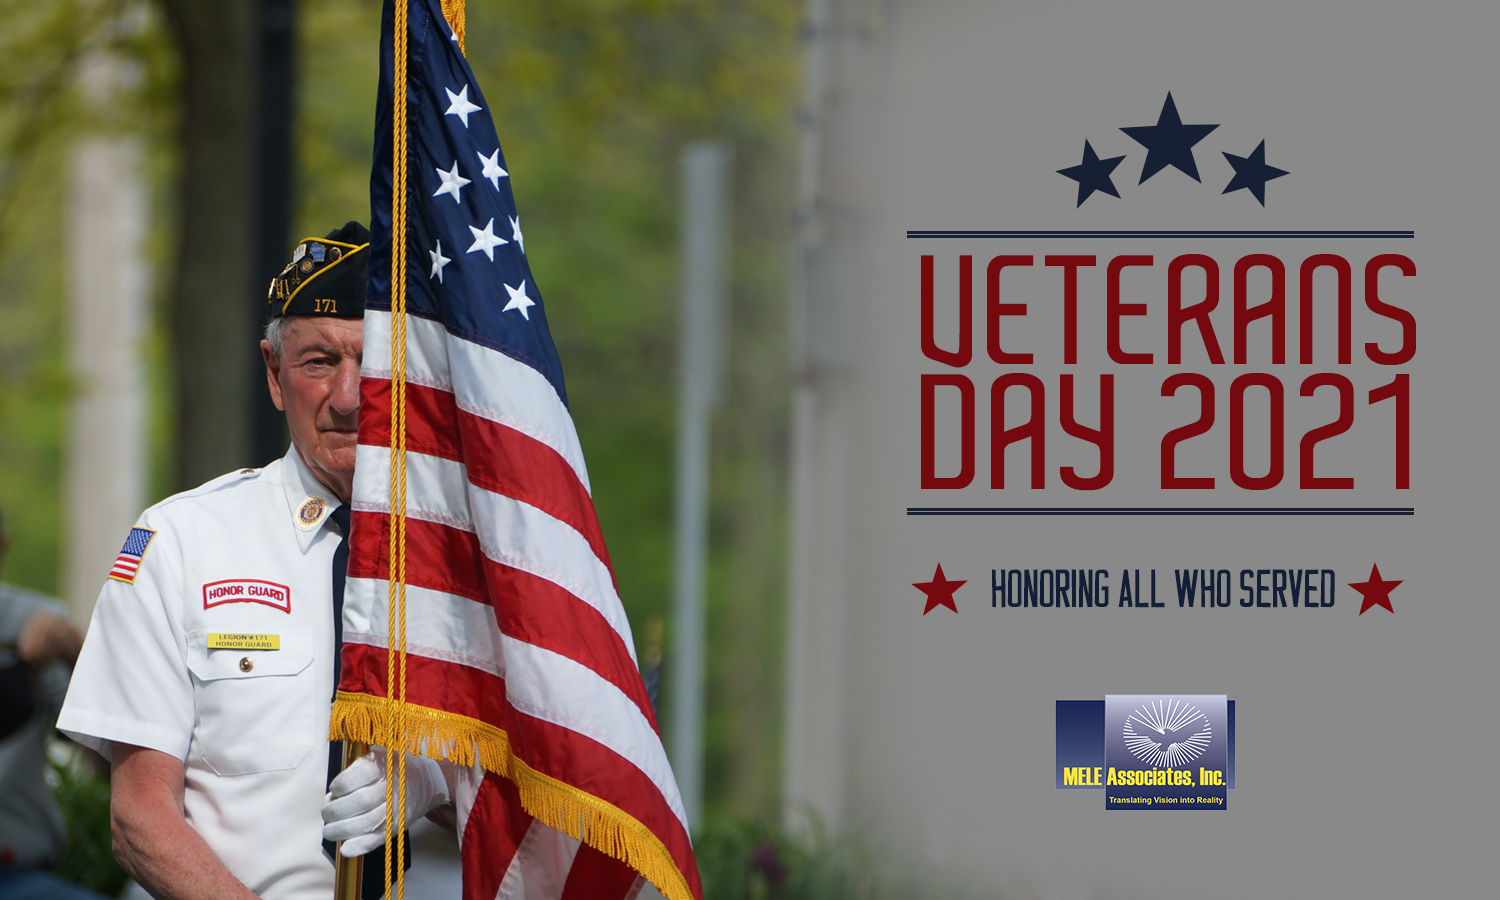 171
HONOR GUARD
LEGION #171
HONOR GUARD
VETERANS
DAY 2021
HONORING ALL WHO SERVED
MELE Associates, Inc.
Translating Vision into Reality